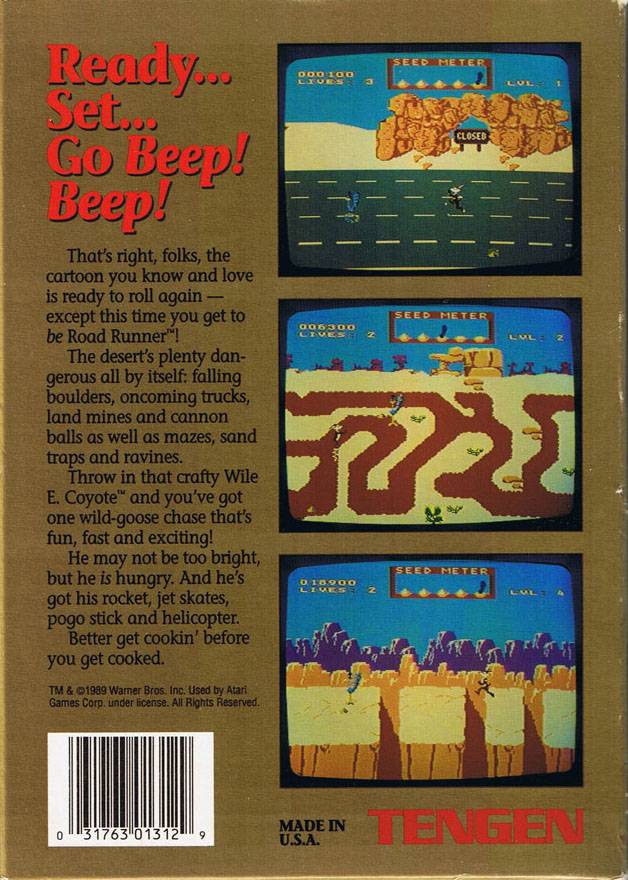 Ready...
Set...
Go Beep!
Beep!
That's right, folks, the
cartoon you know and love
is ready to roll again —
except this time you get to
be Road Runner™!
The desert's plenty dan-
gerous all by itself: falling
boulders, oncoming trucks,
land mines and cannon
balls as well as mazes, sand
traps and ravines.
Throw in that crafty Wile
E. Coyote™ and you've got
one wild-goose chase that's
fun, fast and exciting!
He may not be too bright,
but he is hungry. And he's
got his rocket, jet skates,
pogo stick and helicopter.
Better get cookin' before
you get cooked.
TM & ©1989 Warner Bros. Inc. Used by Atari
Games Corp. under license. All Rights Reserved.
0 31763 01312 9
SEED METER
000100
LIVES 3
LVL 1
CLOSED
SEED METER
006300
LIVES 2
LVL 2
SEED METER
018900
LIVES 2
LVL 4
MADE IN
U.S.A.
TENGEN